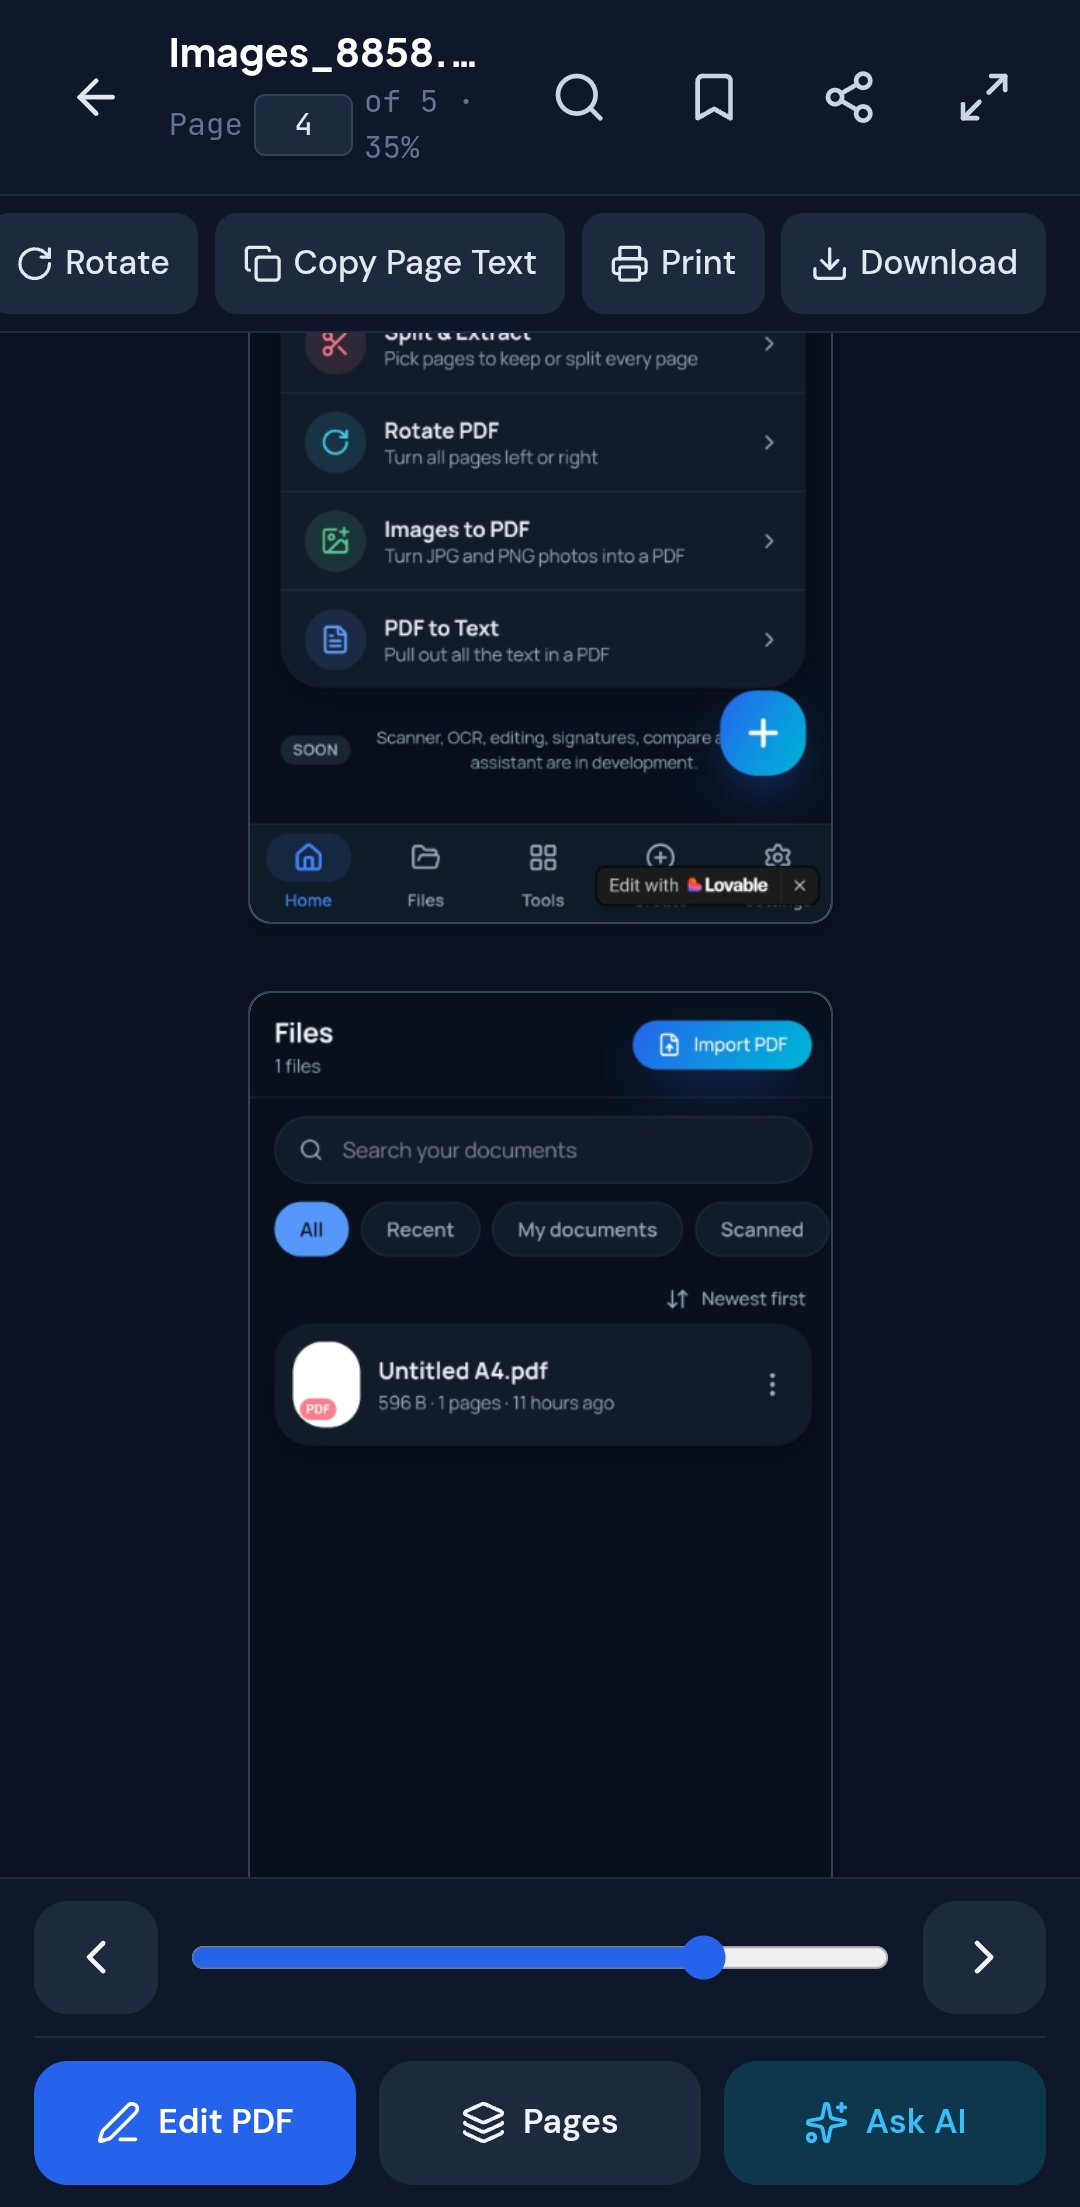 Images_8858....
Page 4 of 5 ·
35%
Rotate
Copy Page Text
Print
Download
Split & Extract
Pick pages to keep or split every page
Rotate PDF
Turn all pages left or right
Images to PDF
Turn JPG and PNG photos into a PDF
PDF to Text
Pull out all the text in a PDF
SOON
Scanner, OCR, editing, signatures, compare
assistant are in development.
Home
Files
Tools
Edit with Lovable
Files
1 files
Import PDF
Search your documents
All
Recent
My documents
Scanned
Newest first
Untitled A4.pdf
PDF
596 B · 1 pages · 11 hours ago
Edit PDF
Pages
Ask AI